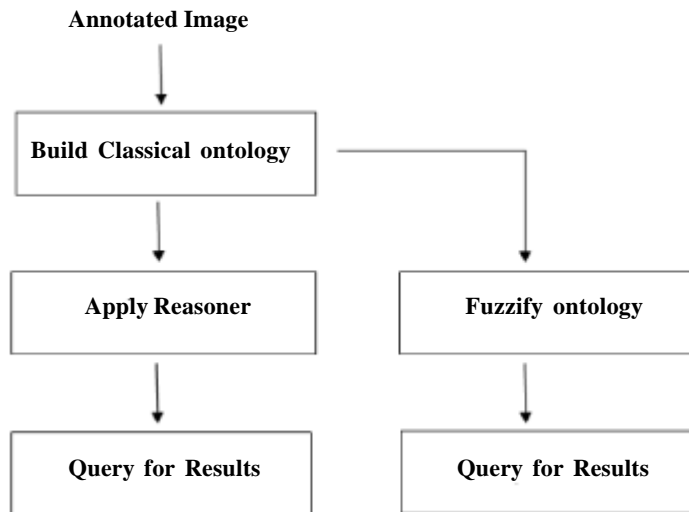 Annotated Image
Build Classical ontology
Apply Reasoner
Fuzzify ontology
Query for Results
Query for Results